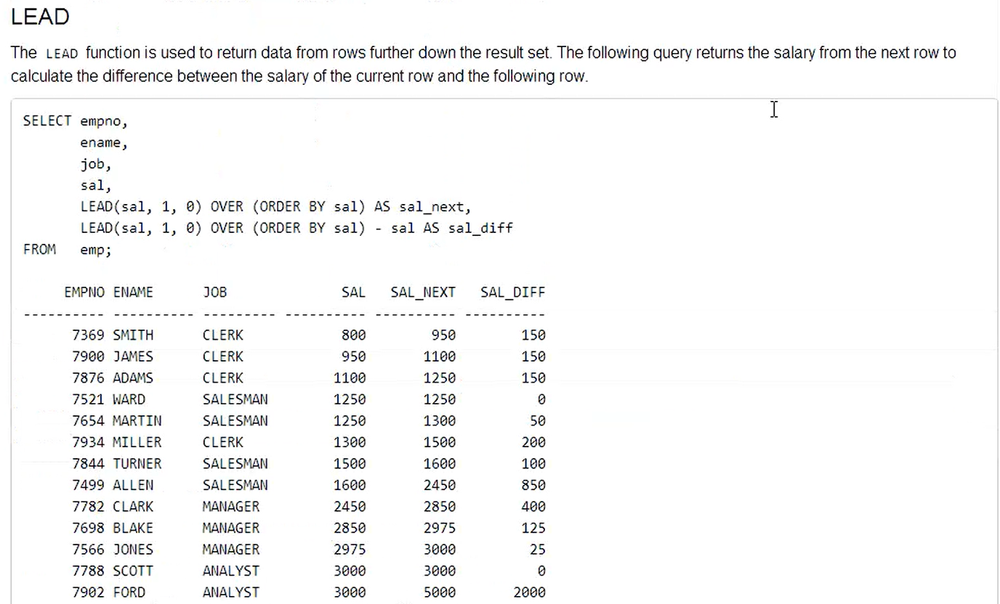 LEAD
The LEAD function is used to return data from rows further down the result set. The following query returns the salary from the next row to
calculate the difference between the salary of the current row and the following row.
SELECT empno,
       ename,
       job,
       sal,
       LEAD(sal, 1, 0) OVER (ORDER BY sal) AS sal_next,
       LEAD(sal, 1, 0) OVER (ORDER BY sal) - sal AS sal_diff
FROM   emp;
     EMPNO ENAME      JOB              SAL   SAL_NEXT   SAL_DIFF
---------- ---------- --------- ---------- ---------- ----------
      7369 SMITH      CLERK            800        950        150
      7900 JAMES      CLERK            950       1100        150
      7876 ADAMS      CLERK           1100       1250        150
      7521 WARD       SALESMAN        1250       1250          0
      7654 MARTIN     SALESMAN        1250       1300         50
      7934 MILLER     CLERK           1300       1500        200
      7844 TURNER     SALESMAN        1500       1600        100
      7499 ALLEN      SALESMAN        1600       2450        850
      7782 CLARK      MANAGER         2450       2850        400
      7698 BLAKE      MANAGER         2850       2975        125
      7566 JONES      MANAGER         2975       3000         25
      7788 SCOTT      ANALYST         3000       3000          0
      7902 FORD       ANALYST         3000       5000       2000